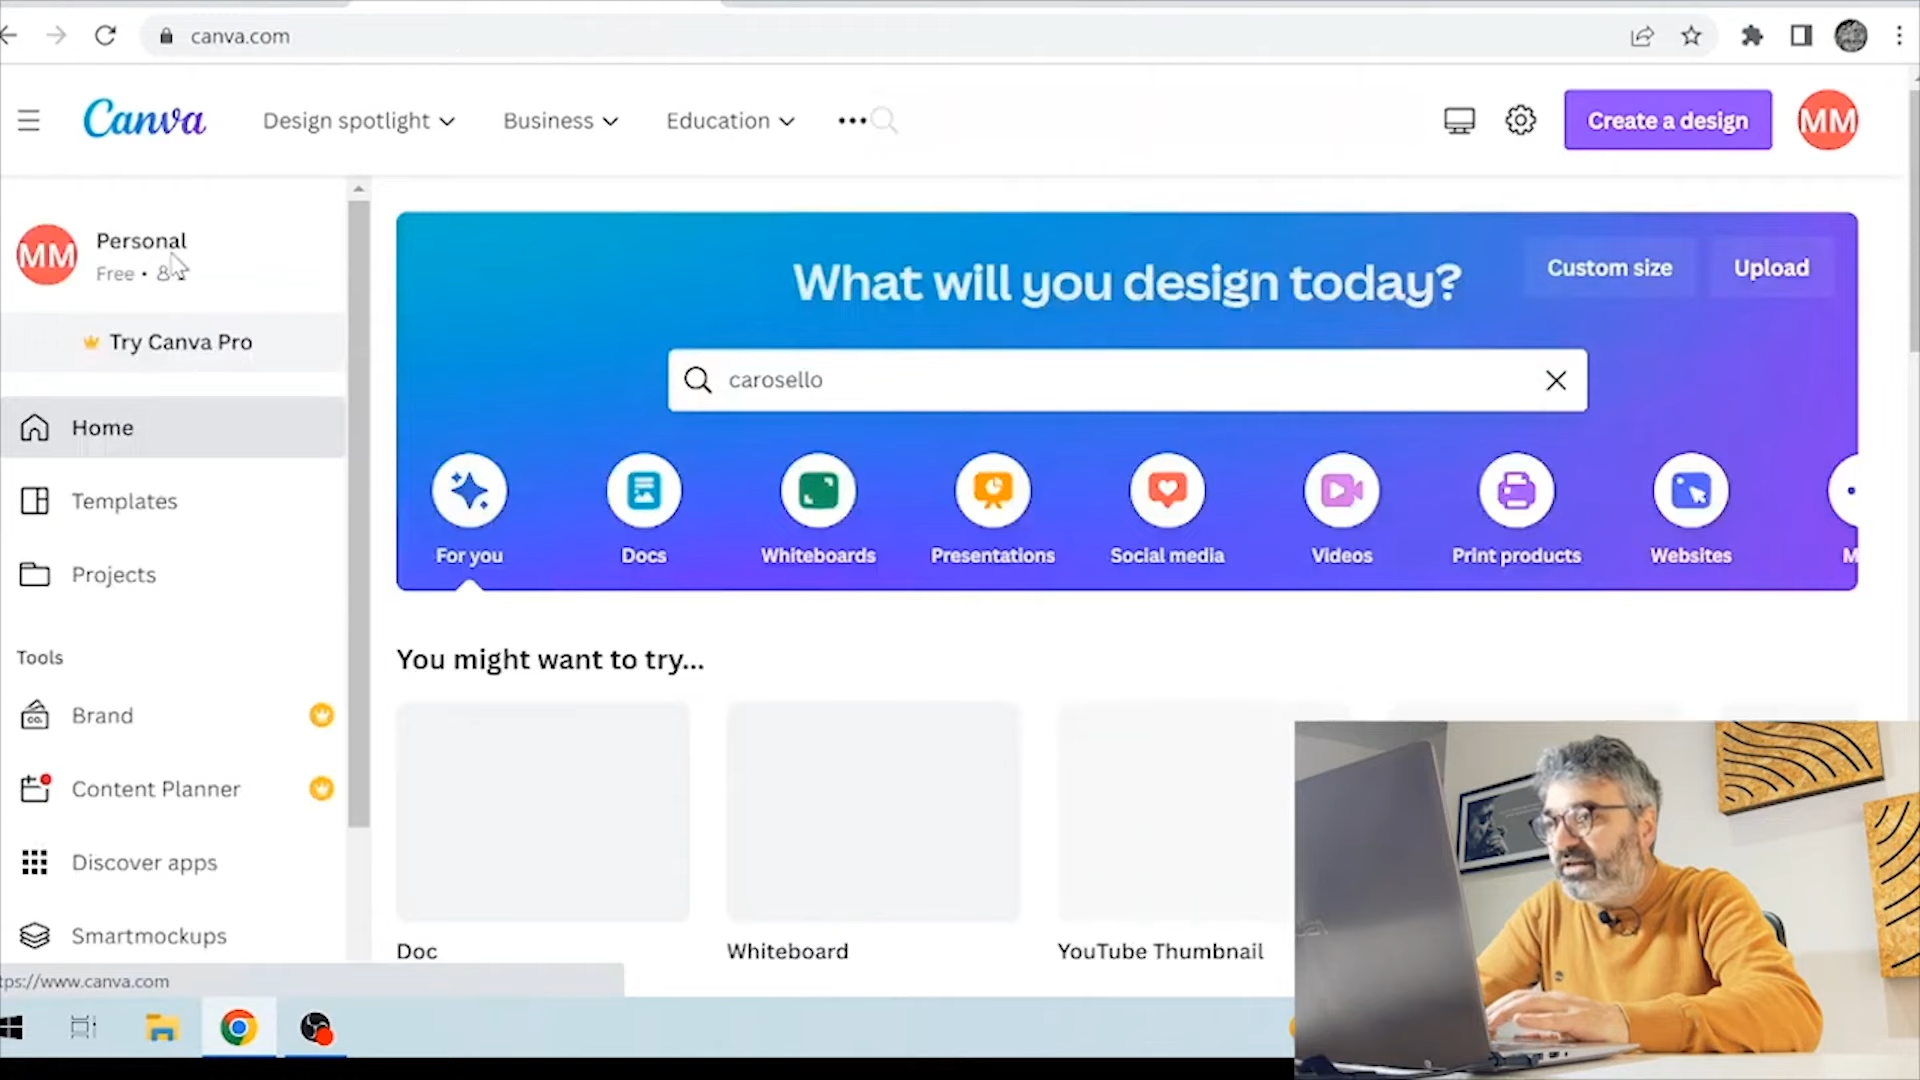 canva.com
Canva
Design spotlight
Business
Education
Create a design
MM
MM
Personal
Free •
Try Canva Pro
Home
Templates
Projects
Tools
Brand
CO.
Content Planner
Discover apps
Smartmockups
What will you design today?
Custom size
Upload
carosello
For you
Docs
Whiteboards
Presentations
Social media
Videos
Print products
Websites
M
You might want to try...
Doc
Whiteboard
YouTube Thumbnail
tps://www.canva.com